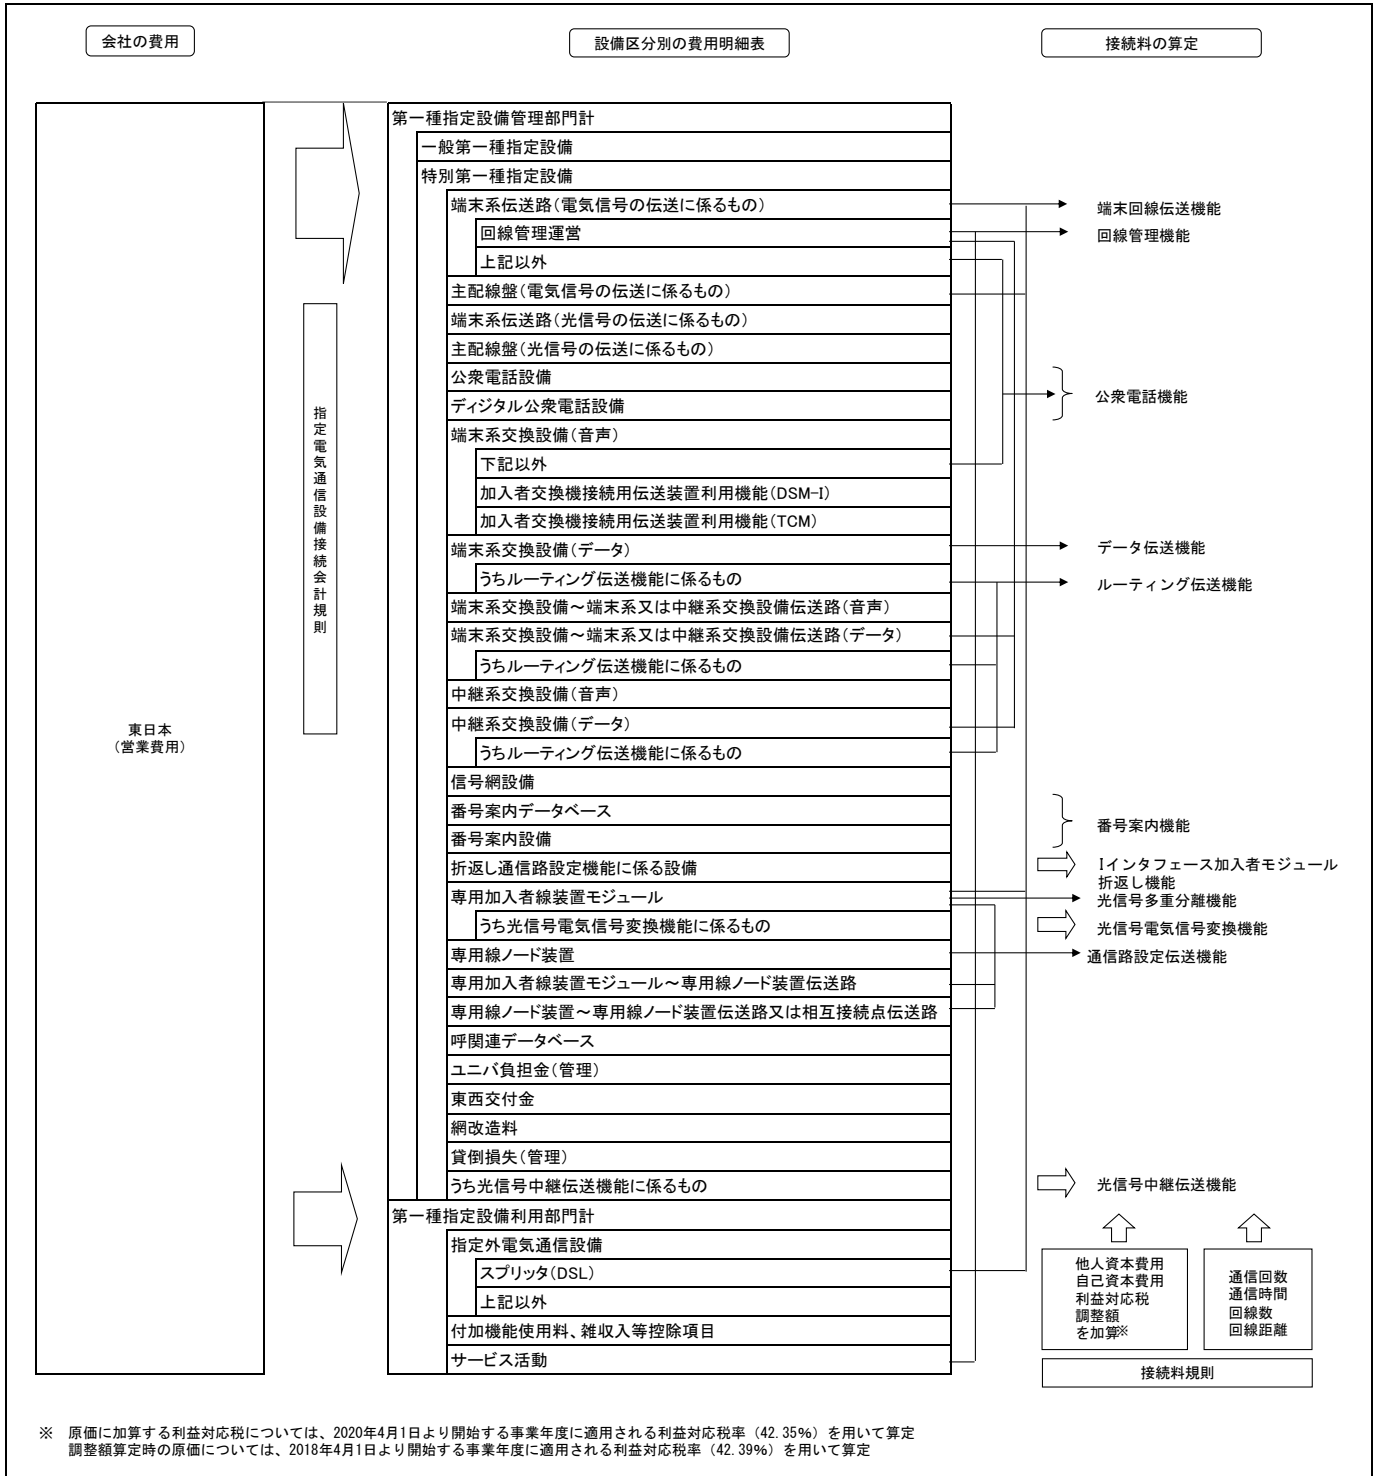 会社の費用
設備区分別の費用明細表
接続料の算定
東日本
（営業費用）
指定電気通信設備接続会計規則
第一種指定設備管理部門計
一般第一種指定設備
特別第一種指定設備
端末系伝送路(電気信号の伝送に係るもの)
回線管理運営
上記以外
主配線盤(電気信号の伝送に係るもの)
端末系伝送路(光信号の伝送に係るもの)
主配線盤(光信号の伝送に係るもの)
公衆電話設備
ディジタル公衆電話設備
端末系交換設備(音声)
下記以外
加入者交換機接続用伝送装置利用機能(DSM-I)
加入者交換機接続用伝送装置利用機能(TCM)
端末系交換設備(データ)
うちルーティング伝送機能に係るもの
端末系交換設備～端末系又は中継系交換設備伝送路(音声)
端末系交換設備～端末系又は中継系交換設備伝送路(データ)
うちルーティング伝送機能に係るもの
中継系交換設備(音声)
中継系交換設備(データ)
うちルーティング伝送機能に係るもの
信号網設備
番号案内データベース
番号案内設備
折返し通信路設定機能に係る設備
専用加入者線装置モジュール
うち光信号電気信号変換機能に係るもの
専用線ノード装置
専用加入者線装置モジュール～専用線ノード装置伝送路
専用線ノード装置～専用線ノード装置伝送路又は相互接続点伝送路
呼関連データベース
ユニバ負担金(管理)
東西交付金
網改造料
貸倒損失(管理)
うち光信号中継伝送機能に係るもの
第一種指定設備利用部門計
指定外電気通信設備
スプリッタ(DSL)
上記以外
付加機能使用料、雑収入等控除項目
サービス活動
端末回線伝送機能
回線管理機能
公衆電話機能
データ伝送機能
ルーティング伝送機能
番号案内機能
Iインタフェース加入者モジュール
折返し機能
光信号多重分離機能
光信号電気信号変換機能
通信路設定伝送機能
光信号中継伝送機能
他人資本費用
自己資本費用
利益対応税
調整額
を加算※
通信回数
通信時間
回線数
回線距離
接続料規則
※　原価に加算する利益対応税については、2020年4月1日より開始する事業年度に適用される利益対応税率（42.35%）を用いて算定
調整額算定時の原価については、2018年4月1日より開始する事業年度に適用される利益対応税率（42.39%）を用いて算定